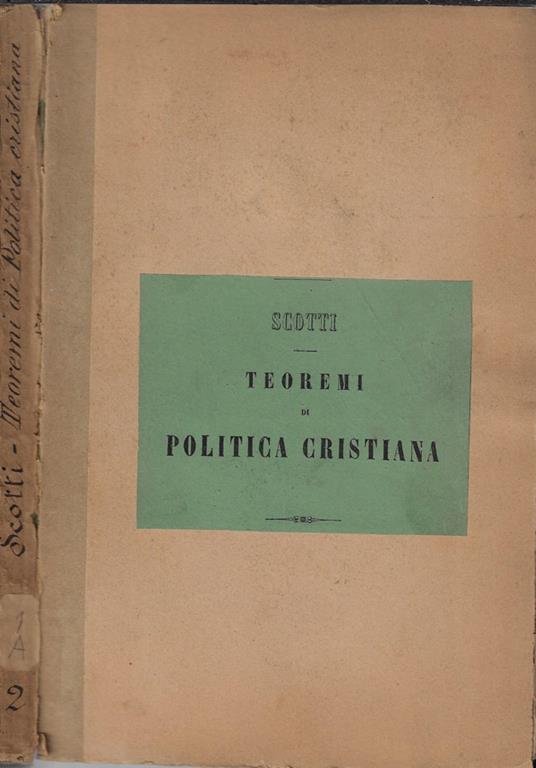 Scotti - Teoremi di Politica cristiana
2
SCOTTI
TEOREMI
DI
POLITICA CRISTIANA